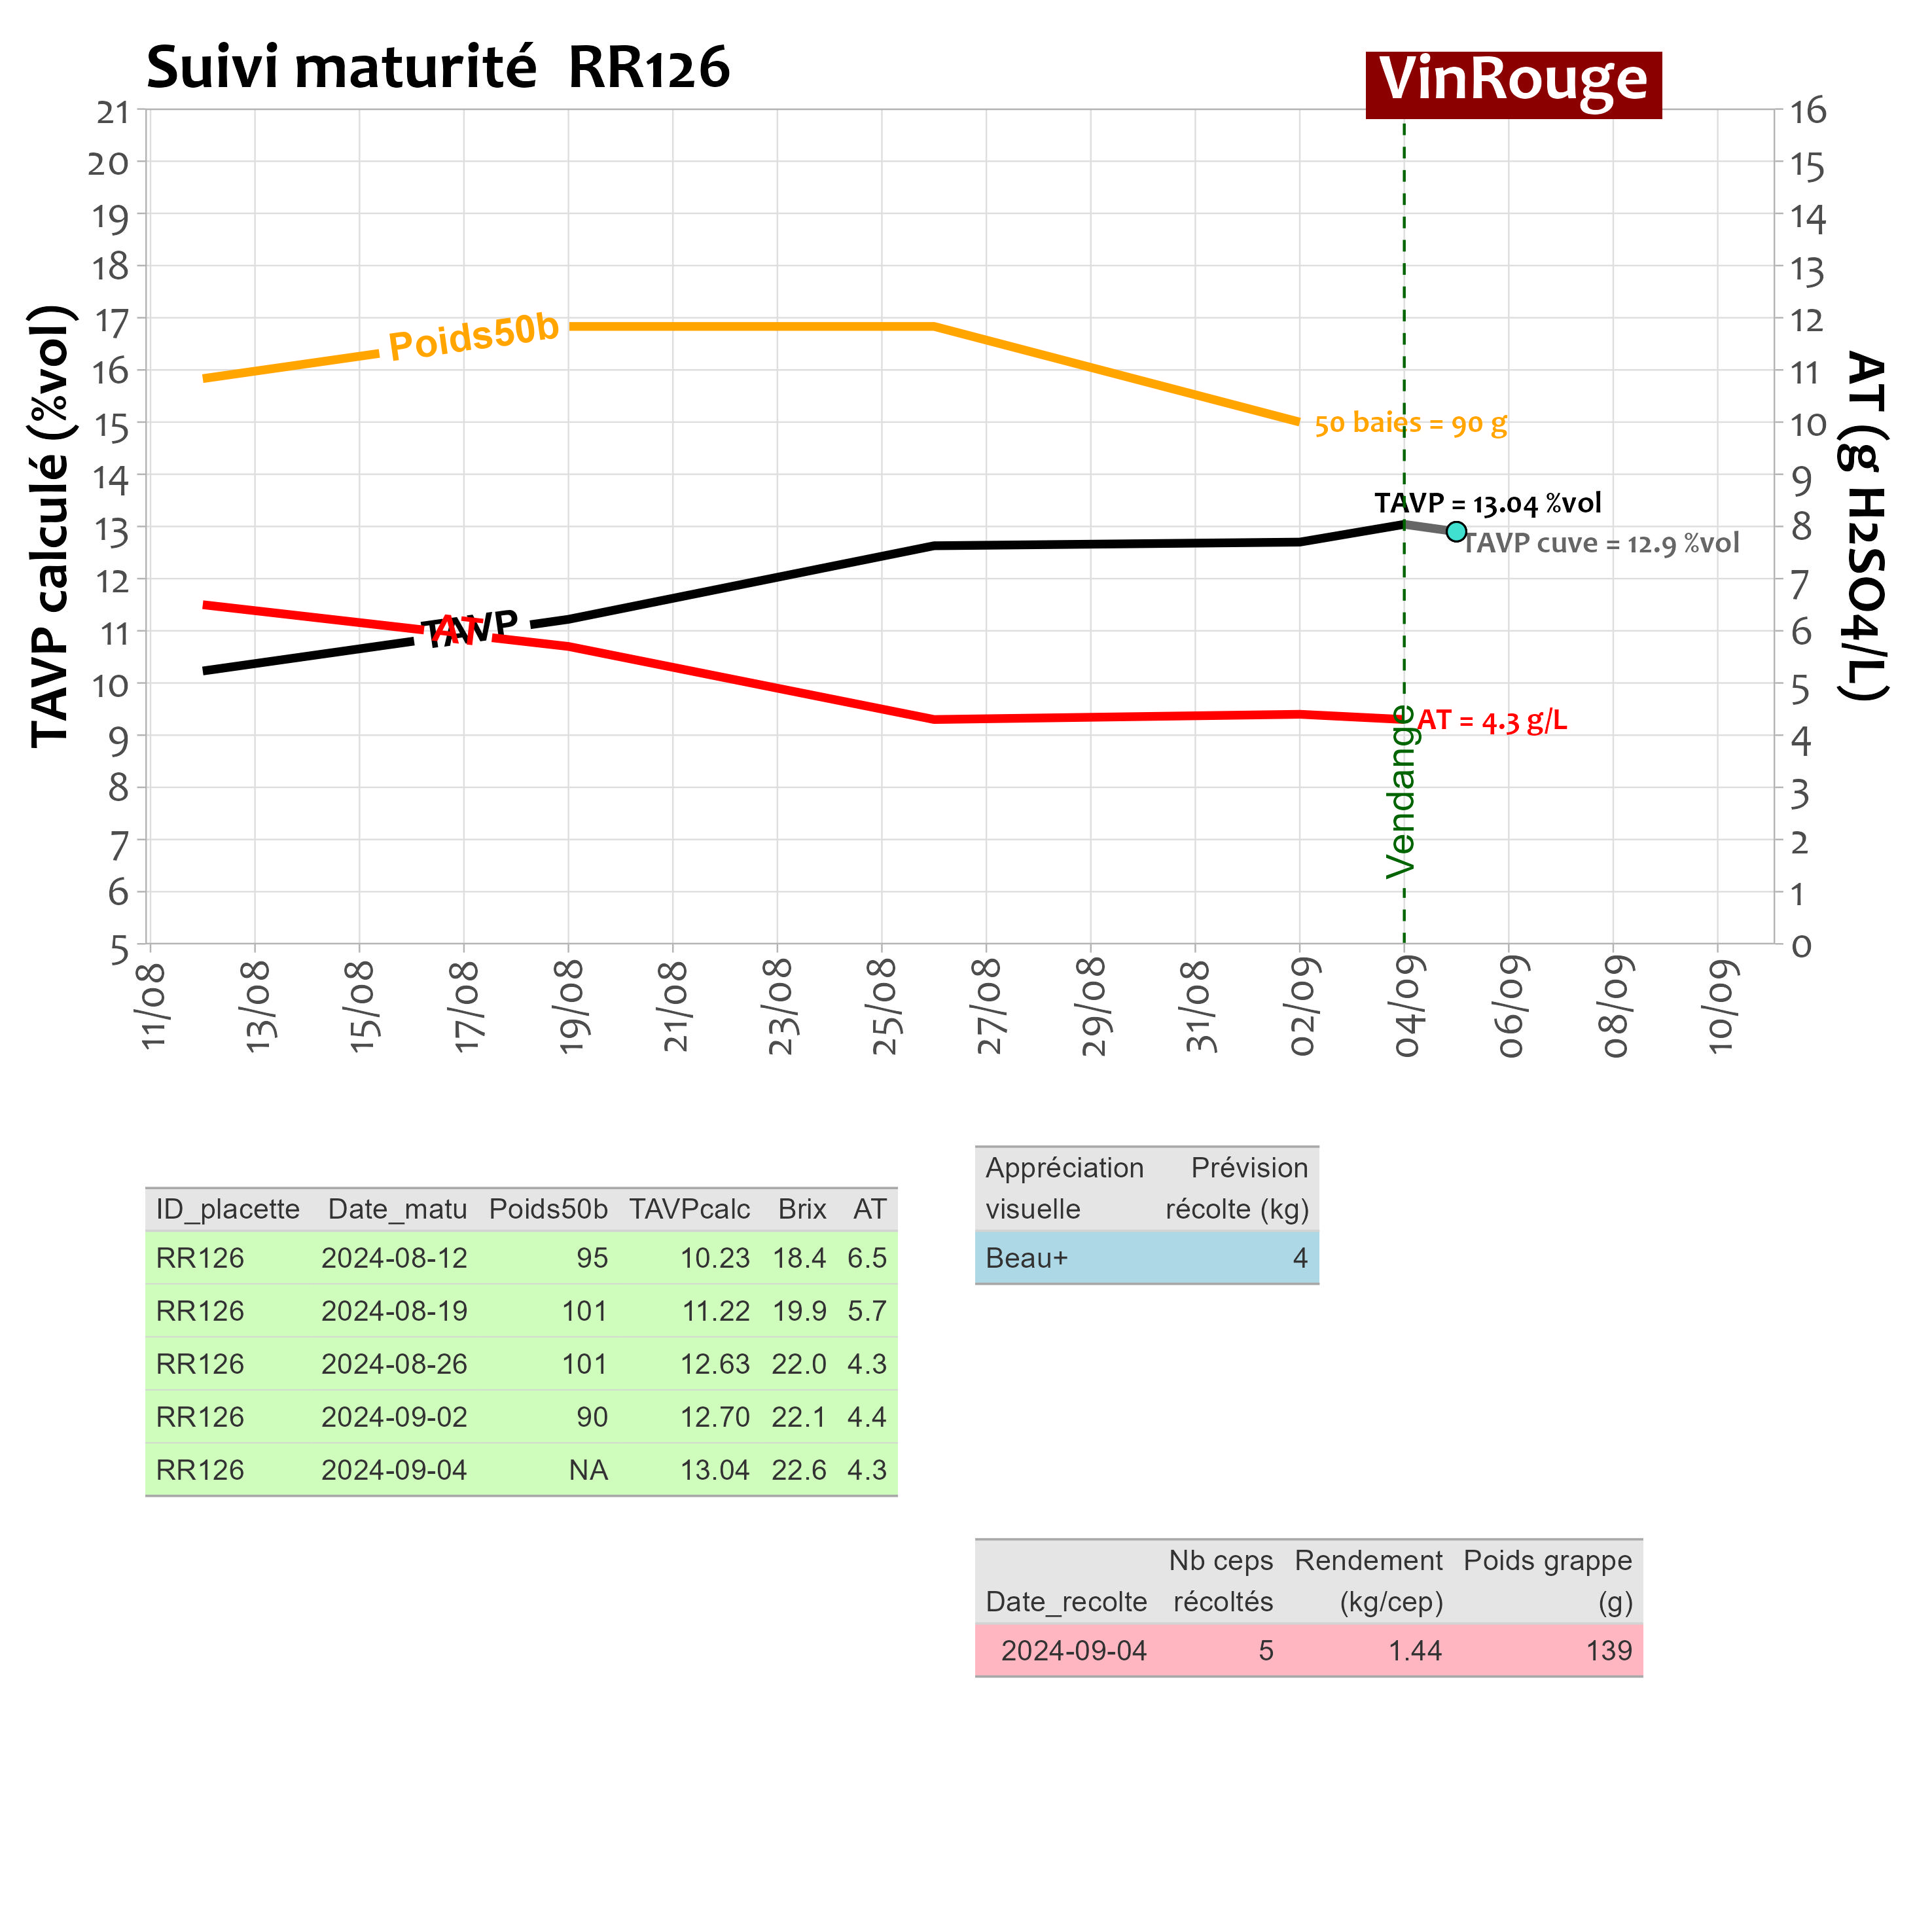 Suivi maturité RR126
VinRouge
TAVP calculé (%vol)
21
20
19
18
17
16
15
14
13
12
11
10
9
8
7
6
5
16
15
14
13
12
11
10
9
8
7
6
5
4
3
2
1
0
AT (g H2SO4/L)
Poids50b
50 baies = 90 g
TAVP = 13.04 %vol
TAVP cuve = 12.9 %vol
TAVP
AT
AT = 4.3 g/L
Vendange
11/08
13/08
15/08
17/08
19/08
21/08
23/08
25/08
27/08
29/08
31/08
02/09
04/09
06/09
08/09
10/09
ID_placette Date_matu Poids50b TAVPcalc Brix AT
RR126 2024-08-12 95 10.23 18.4 6.5
RR126 2024-08-19 101 11.22 19.9 5.7
RR126 2024-08-26 101 12.63 22.0 4.3
RR126 2024-09-02 90 12.70 22.1 4.4
RR126 2024-09-04 NA 13.04 22.6 4.3
Appréciation Prévision
visuelle récolte (kg)
Beau+ 4
Nb ceps Rendement Poids grappe
Date_recolte récoltés (kg/cep) (g)
2024-09-04 5 1.44 139